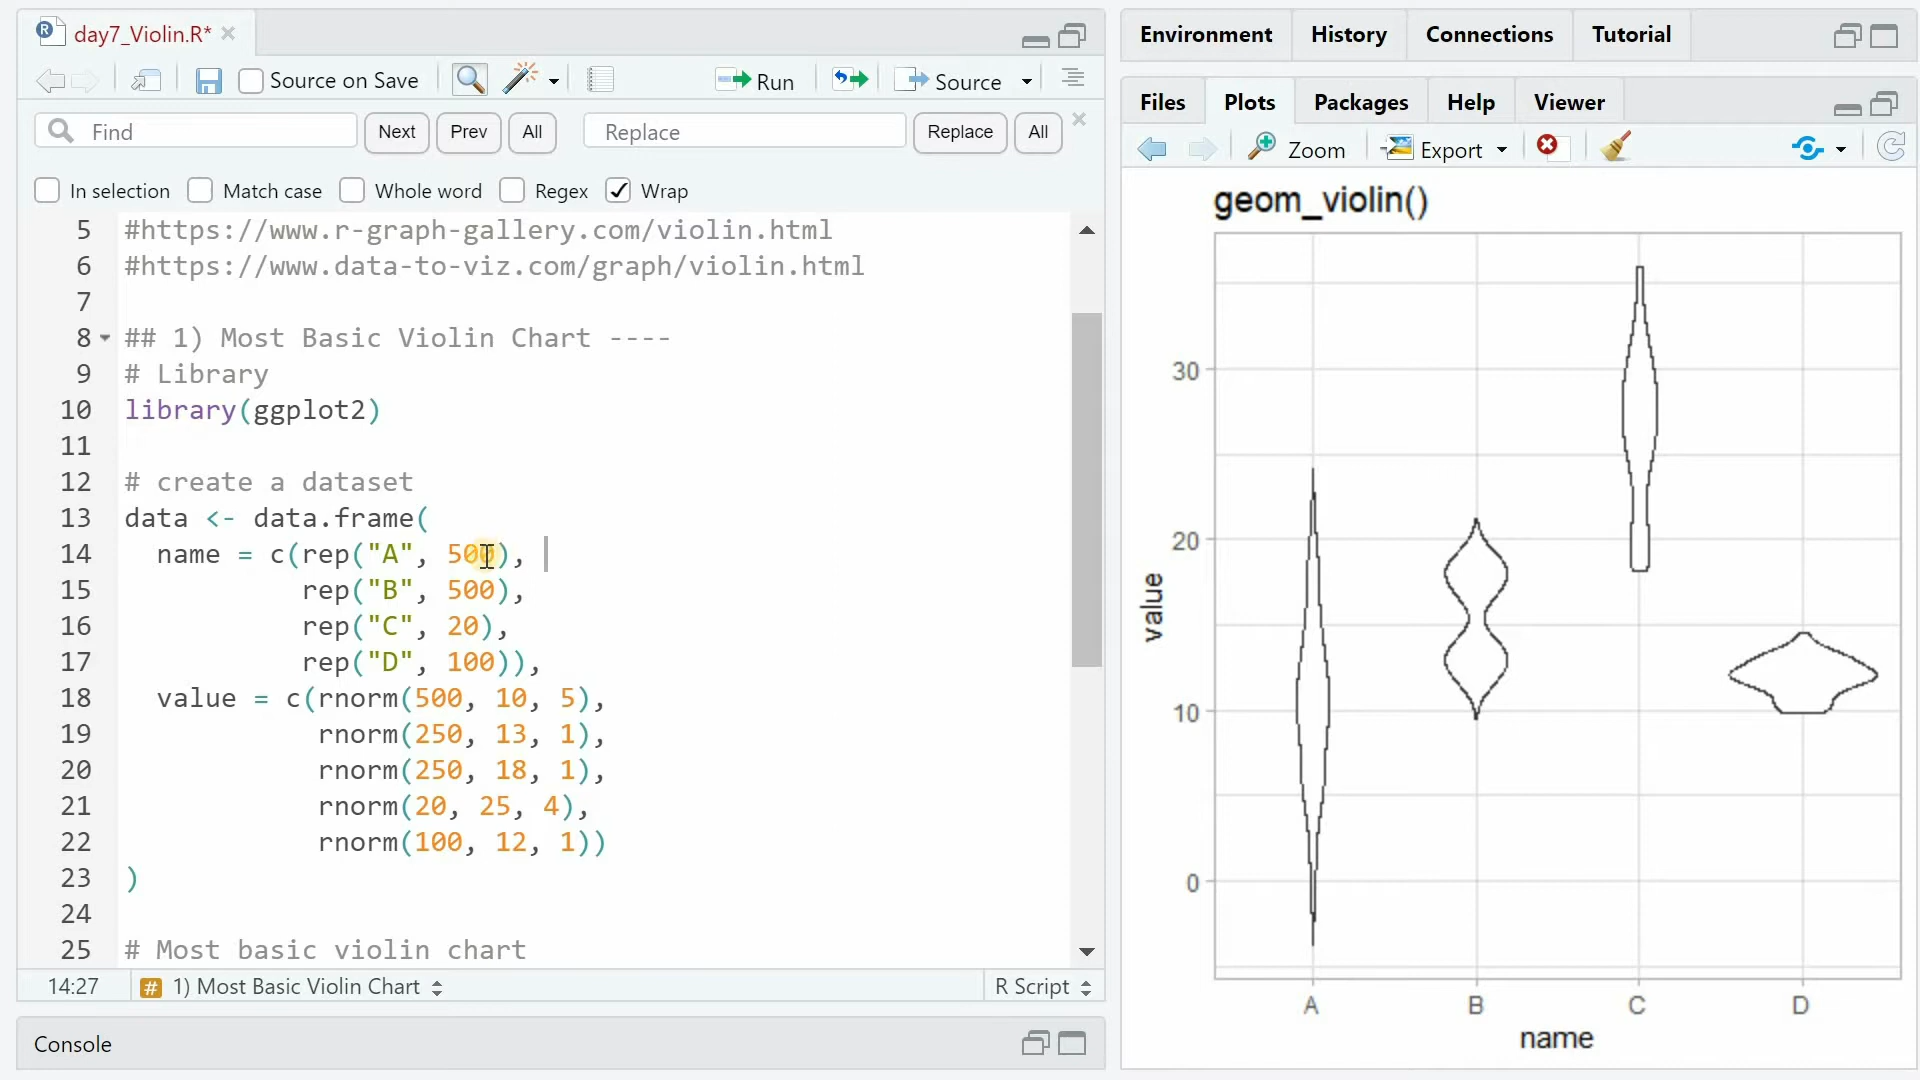 day7_Violin.R*
Source on Save
Run
Source
Find
Next
Prev
All
Replace
Replace
All
In selection
Match case
Whole word
Regex
Wrap
5 #https://www.r-graph-gallery.com/violin.html
6 #https://www.data-to-viz.com/graph/violin.html
7
8 ## 1) Most Basic Violin Chart ----
9 # Library
10 library(ggplot2)
11
12 # create a dataset
13 data <- data.frame(
14 name = c(rep("A", 500),
15 rep("B", 500),
16 rep("C", 20),
17 rep("D", 100)),
18 value = c(rnorm(500, 10, 5),
19 rnorm(250, 13, 1),
20 rnorm(250, 18, 1),
21 rnorm(20, 25, 4),
22 rnorm(100, 12, 1))
23 )
24
25 # Most basic violin chart
14:27
# 1) Most Basic Violin Chart
R Script
Console
Environment
History
Connections
Tutorial
Files
Plots
Packages
Help
Viewer
Zoom
Export
geom_violin()
30
20
10
0
value
A
B
C
D
name